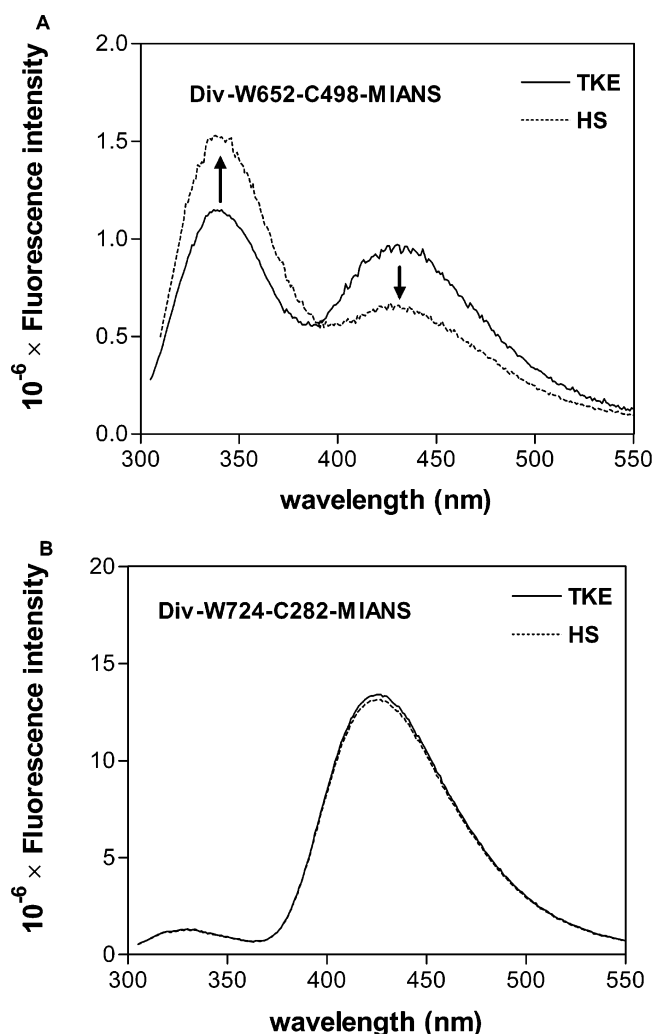 A
10⁻⁶ × Fluorescence intensity
2.0
1.5
1.0
0.5
0.0
Div-W652-C498-MIANS
TKE
HS
300 350 400 450 500 550
wavelength (nm)
B
10⁻⁶ × Fluorescence intensity
20
15
10
5
0
Div-W724-C282-MIANS
TKE
HS
300 350 400 450 500 550
wavelength (nm)